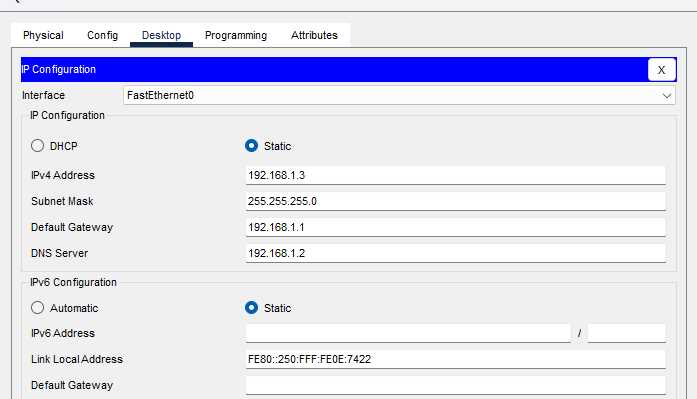 Physical Config Desktop Programming Attributes
IP Configuration X
Interface FastEthernet0
IP Configuration
DHCP Static
IPv4 Address 192.168.1.3
Subnet Mask 255.255.255.0
Default Gateway 192.168.1.1
DNS Server 192.168.1.2
IPv6 Configuration
Automatic Static
IPv6 Address /
Link Local Address FE80::250:FFF:FE0E:7422
Default Gateway